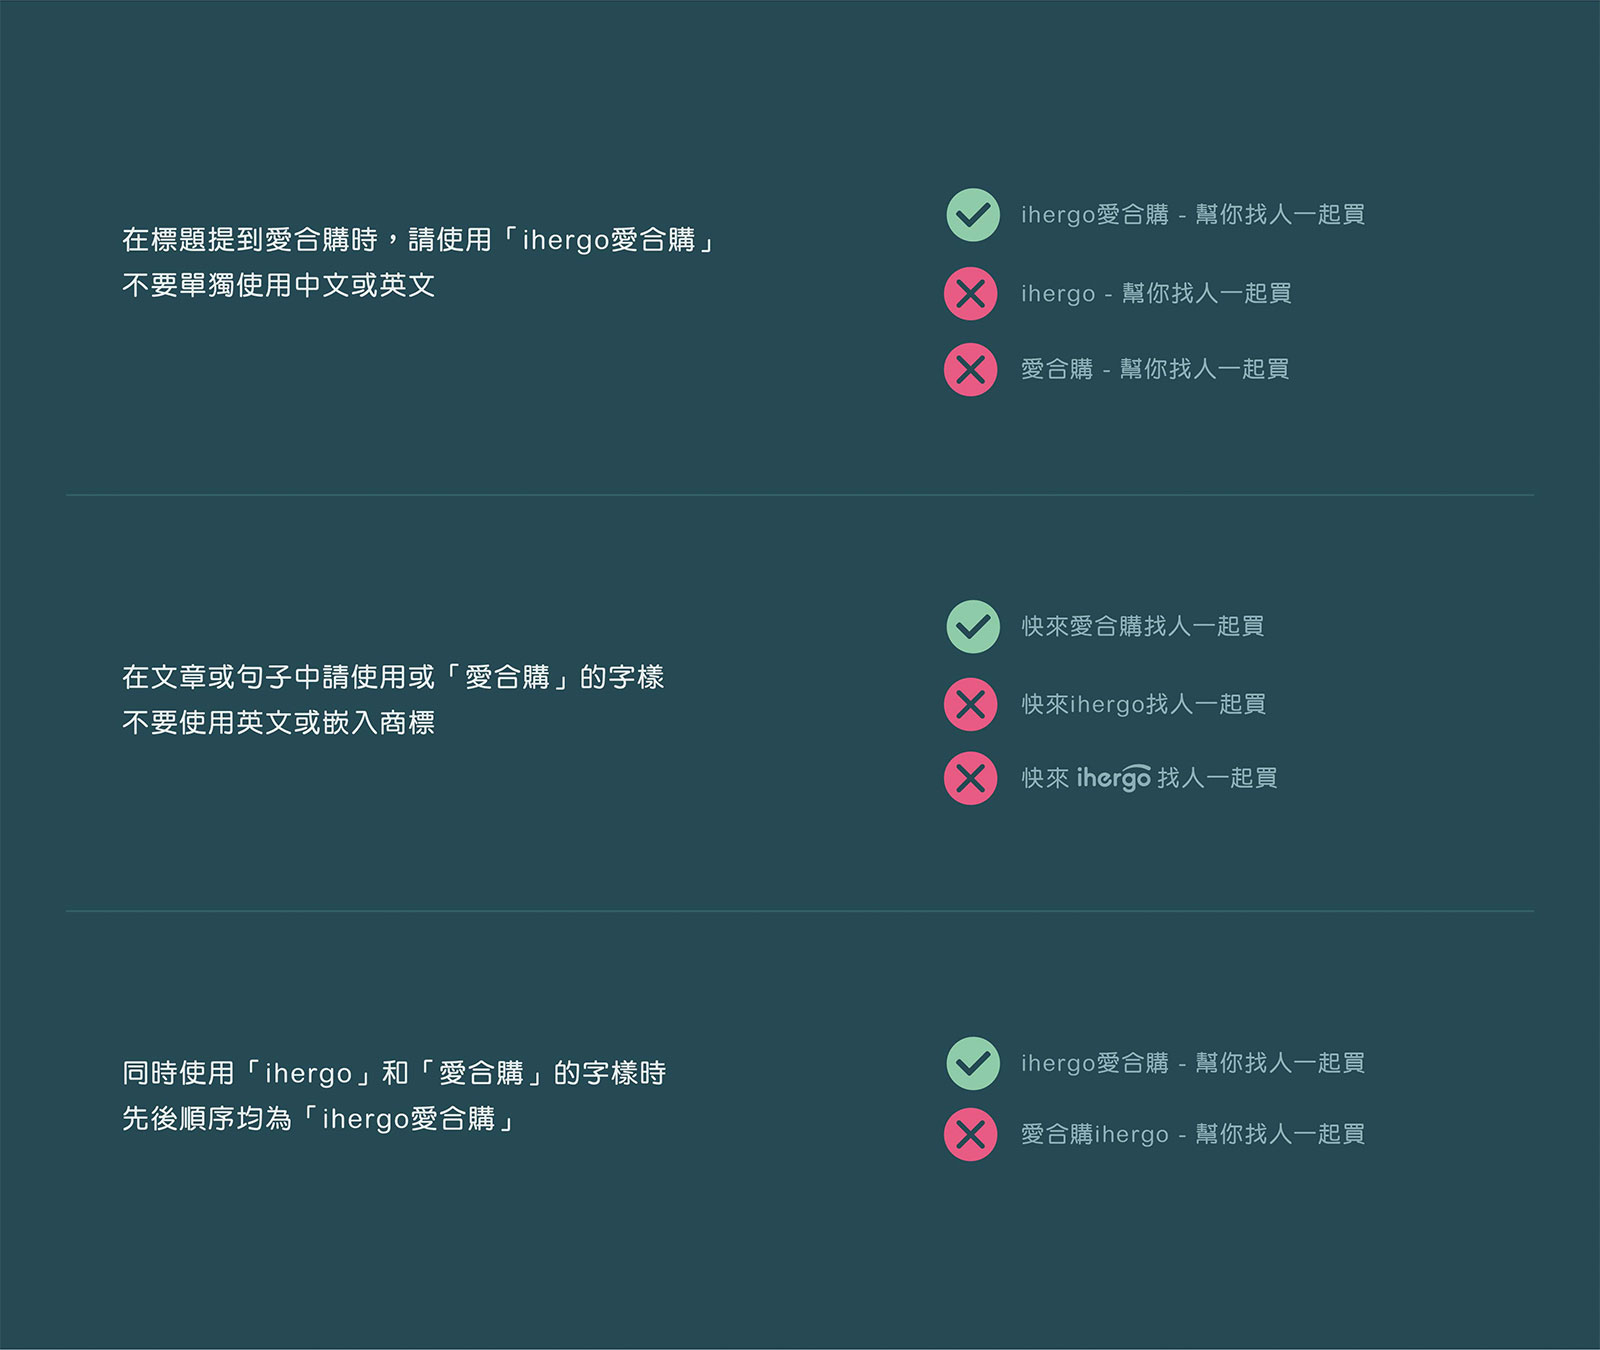 在標題提到愛合購時，請使用「ihergo愛合購」
不要單獨使用中文或英文
ihergo愛合購 - 幫你找人一起買
ihergo - 幫你找人一起買
愛合購 - 幫你找人一起買
在文章或句子中請使用或「愛合購」的字樣
不要使用英文或嵌入商標
快來愛合購找人一起買
快來ihergo找人一起買
快來 ihergo 找人一起買
同時使用「ihergo」和「愛合購」的字樣時
先後順序均為「ihergo愛合購」
ihergo愛合購 - 幫你找人一起買
愛合購ihergo - 幫你找人一起買